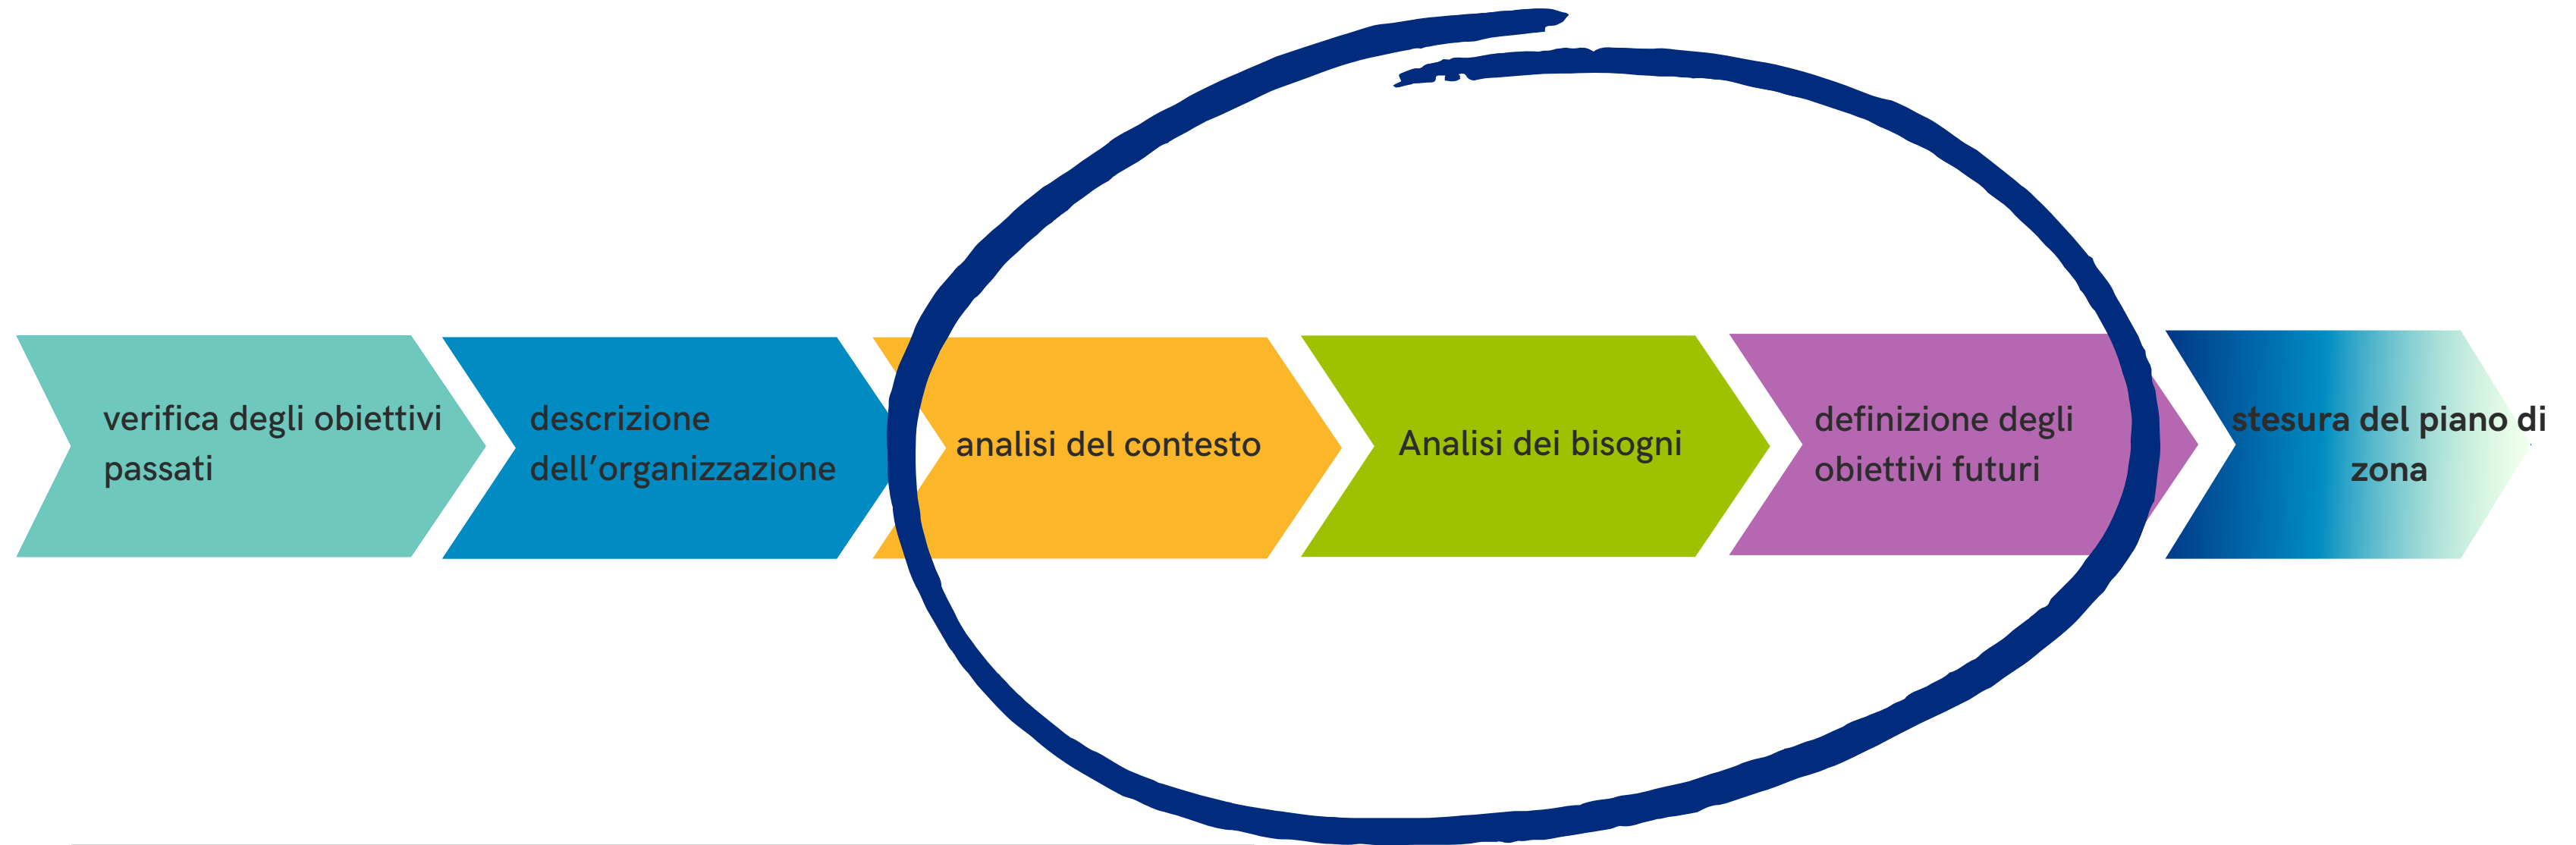 verifica degli obiettivi
passati
descrizione
dell’organizzazione
analisi del contesto
Analisi dei bisogni
definizione degli
obiettivi futuri
stesura del piano di
zona